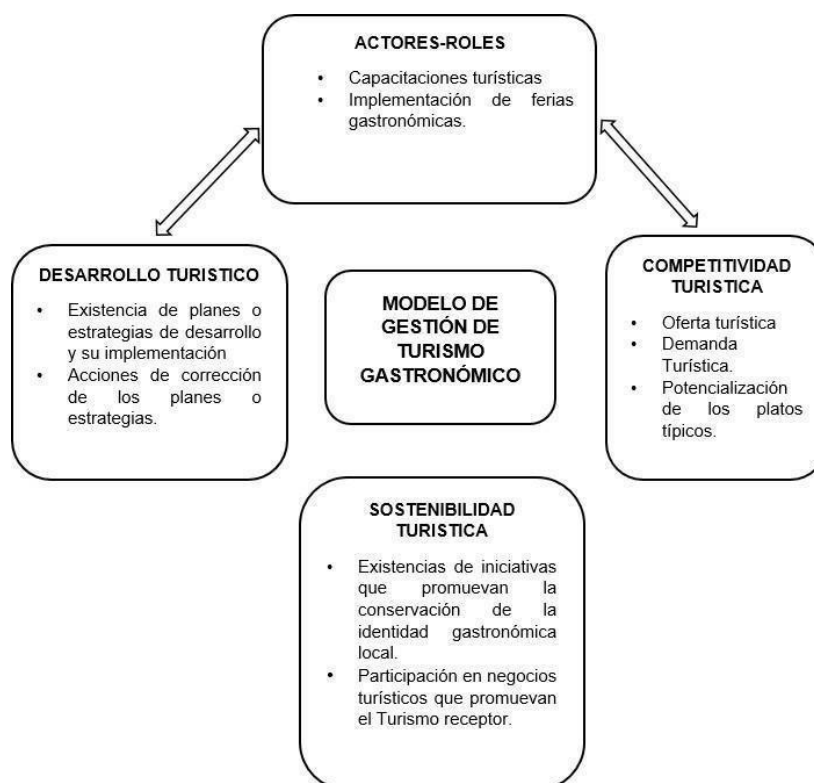 ACTORES-ROLES
• Capacitaciones turísticas
• Implementación de ferias
gastronómicas.
DESARROLLO TURISTICO
• Existencia de planes o
estrategias de desarrollo
y su implementación
• Acciones de corrección
de los planes o
estrategias.
MODELO DE
GESTIÓN DE
TURISMO
GASTRONÓMICO
COMPETITIVIDAD
TURISTICA
• Oferta turística
• Demanda
Turística.
• Potencialización
de los platos
típicos.
SOSTENIBILIDAD
TURISTICA
• Existencias de iniciativas
que promuevan la
conservación de la
identidad gastronómica
local.
• Participación en negocios
turísticos que promuevan
el Turismo receptor.